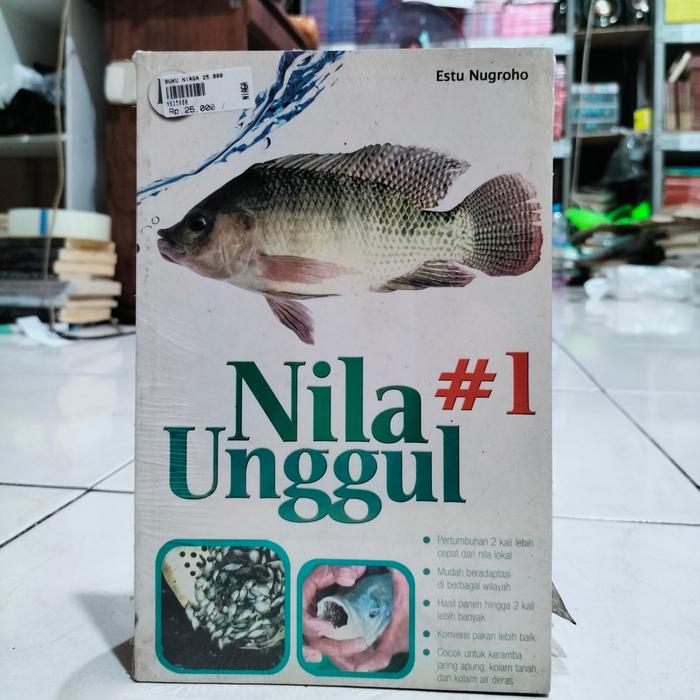 BUKU NIAGA 25.000
Rp 25.000 /
NIAGA
Estu Nugroho
Nila #1
Unggul
Pertumbuhan 2 kali lebih
cepat dari nila lokal
Mudah beradaptasi
di berbagai wilayah
Hasil panen hingga 2 kali
lebih banyak
Konversi pakan lebih baik
Cocok untuk keramba
jaring apung, kolam tanah,
dan kolam air deras.